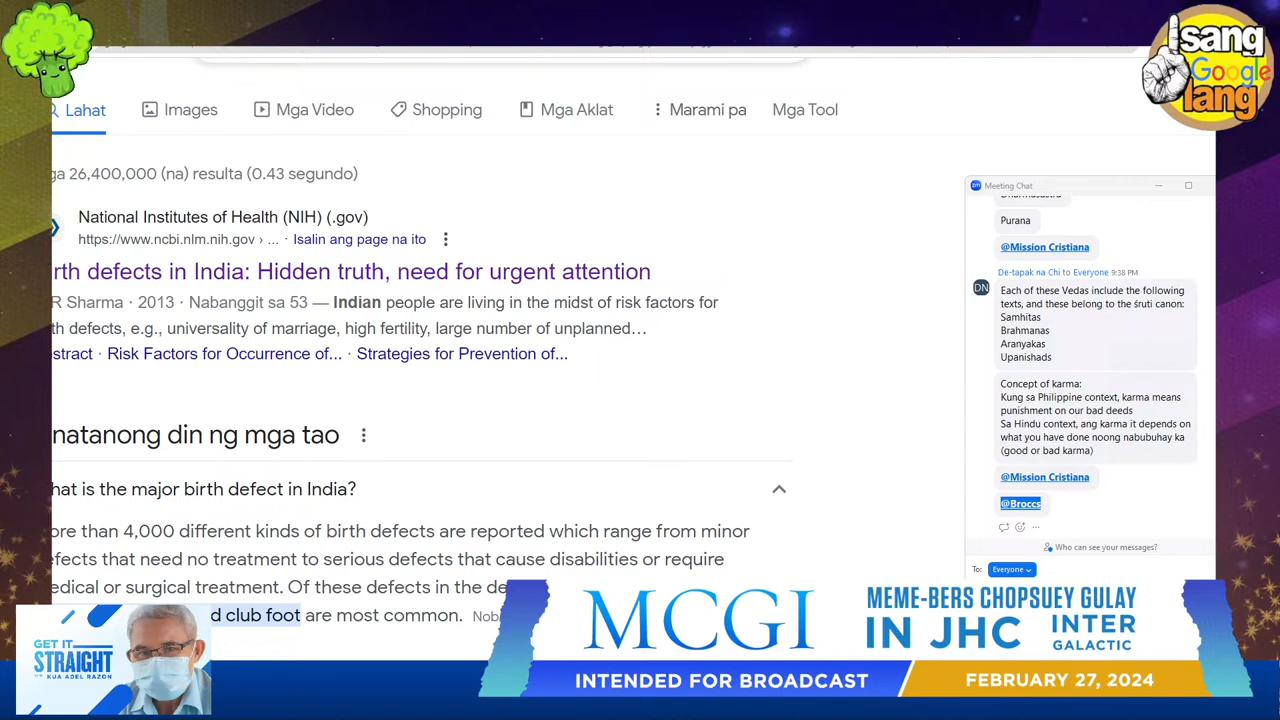 Isang
Google
lang
Lahat
Images
Mga Video
Shopping
Mga Aklat
Marami pa
Mga Tool
ga 26,400,000 (na) resulta (0.43 segundo)
National Institutes of Health (NIH) (.gov)
https://www.ncbi.nlm.nih.gov › ... · Isalin ang page na ito
rth defects in India: Hidden truth, need for urgent attention
R Sharma · 2013 · Nabanggit sa 53 — Indian people are living in the midst of risk factors for
th defects, e.g., universality of marriage, high fertility, large number of unplanned…
stract · Risk Factors for Occurrence of... · Strategies for Prevention of...
natanong din ng mga tao
hat is the major birth defect in India?
ore than 4,000 different kinds of birth defects are reported which range from minor
efects that need no treatment to serious defects that cause disabilities or require
edical or surgical treatment. Of these defects in the de
d club foot are most common.
Meeting Chat
Dharmasastra
Purana
@Mission Cristiana
De-tapak na Chi to Everyone 9:38 PM
DN
Each of these Vedas include the following
texts, and these belong to the śruti canon:
Samhitas
Brahmanas
Aranyakas
Upanishads
Concept of karma:
Kung sa Philippine context, karma means
punishment on our bad deeds
Sa Hindu context, ang karma it depends on
what you have done noong nabubuhay ka
(good or bad karma)
@Mission Cristiana
@Broccs
Who can see your messages?
To: Everyone
GET IT
STRAIGHT
KUA ADEL RAZON
MCGI
MEME-BERS CHOPSUEY GULAY
IN JHC INTER
GALACTIC
INTENDED FOR BROADCAST
FEBRUARY 27, 2024